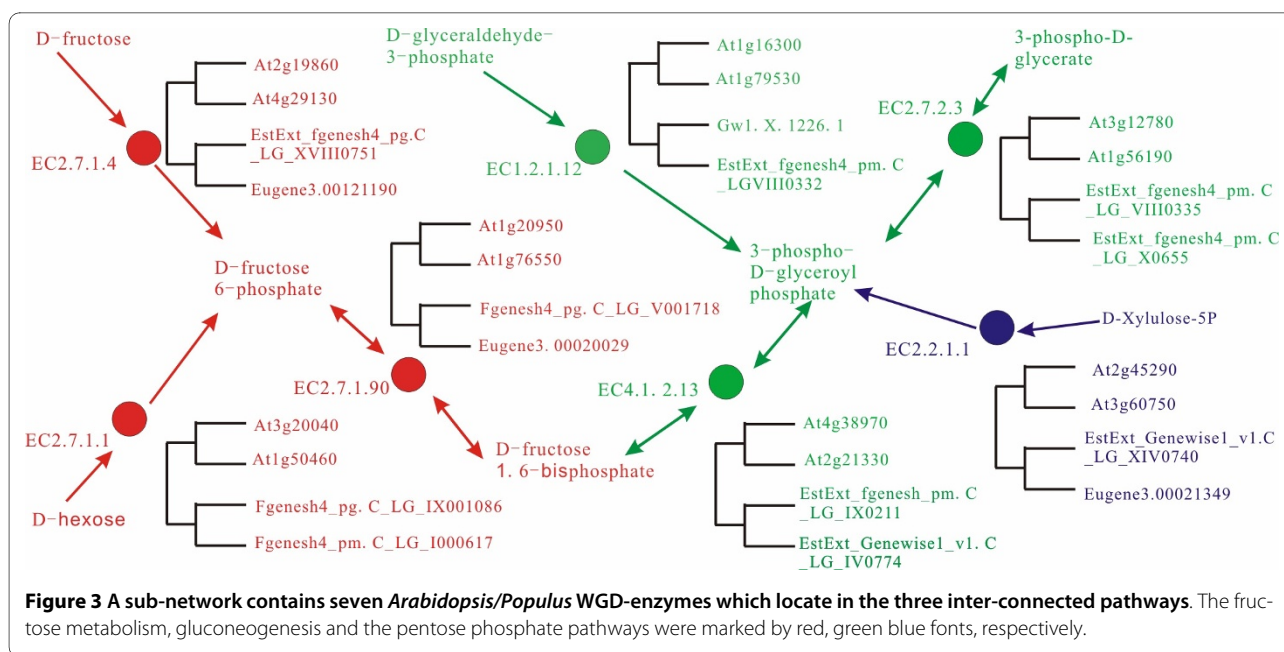 D-fructose
At2g19860
At4g29130
EstExt_fgenesh4_pg.C
_LG_XVIII0751
Eugene3.00121190
EC2.7.1.4
D-glyceraldehyde-
3-phosphate
At1g16300
At1g79530
Gw1. X. 1226. 1
EstExt_fgenesh4_pm. C
_LGVIII0332
EC1.2.1.12
3-phospho-D-
glycerate
EC2.7.2.3
At3g12780
At1g56190
EstExt_fgenesh4_pm. C
_LG_VIII0335
EstExt_fgenesh4_pm. C
_LG_X0655
D-fructose
6-phosphate
At1g20950
At1g76550
Fgenesh4_pg. C_LG_V001718
Eugene3. 00020029
EC2.7.1.90
3-phospho-
D-glyceroyl
phosphate
D-Xylulose-5P
EC2.2.1.1
At2g45290
At3g60750
EstExt_Genewise1_v1.C
_LG_XIV0740
Eugene3.00021349
EC2.7.1.1
D-hexose
At3g20040
At1g50460
Fgenesh4_pg. C_LG_IX001086
Fgenesh4_pm. C_LG_I000617
D-fructose
1. 6-bisphosphate
EC4.1. 2.13
At4g38970
At2g21330
EstExt_fgenesh_pm. C
_LG_IX0211
EstExt_Genewise1_v1. C
_LG_IV0774
Figure 3 A sub-network contains seven Arabidopsis/Populus WGD-enzymes which locate in the three inter-connected pathways. The fruc-
tose metabolism, gluconeogenesis and the pentose phosphate pathways were marked by red, green blue fonts, respectively.